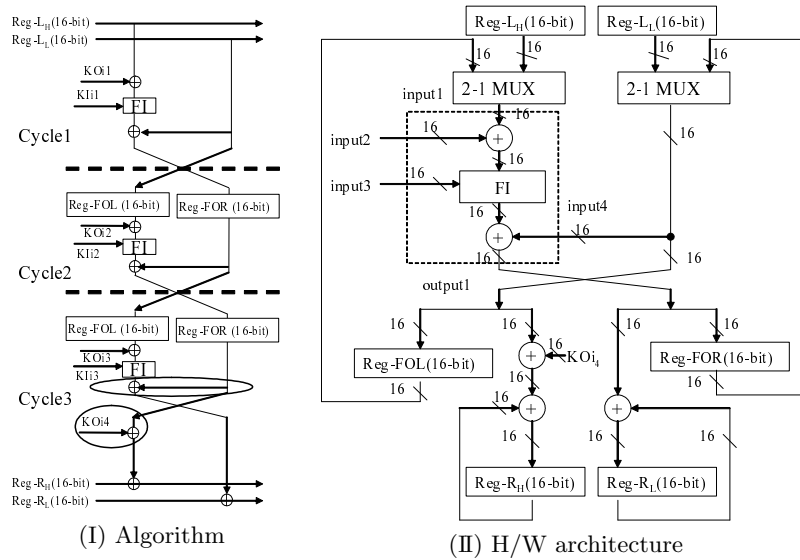 Reg-L_H(16-bit)
Reg-L_L(16-bit)
KOi1
KIi1
FI
Cycle1
Reg-FOL(16-bit)
Reg-FOR(16-bit)
KOi2
KIi2
FI
Cycle2
Reg-FOL(16-bit)
Reg-FOR(16-bit)
KOi3
KIi3
FI
Cycle3
KOi4
Reg-R_H(16-bit)
Reg-R_L(16-bit)
(Ⅰ) Algorithm
Reg-L_H(16-bit)
Reg-L_L(16-bit)
16
16
16
16
2-1 MUX
2-1 MUX
input1
16
input2
16
16
16
input3
16
FI
16
input4
16
16
16
output1
16
16
16
16
Reg-FOL(16-bit)
16
KOi₄
Reg-FOR(16-bit)
16
16
16
16
16
16
16
Reg-R_H(16-bit)
Reg-R_L(16-bit)
(Ⅱ) H/W architecture